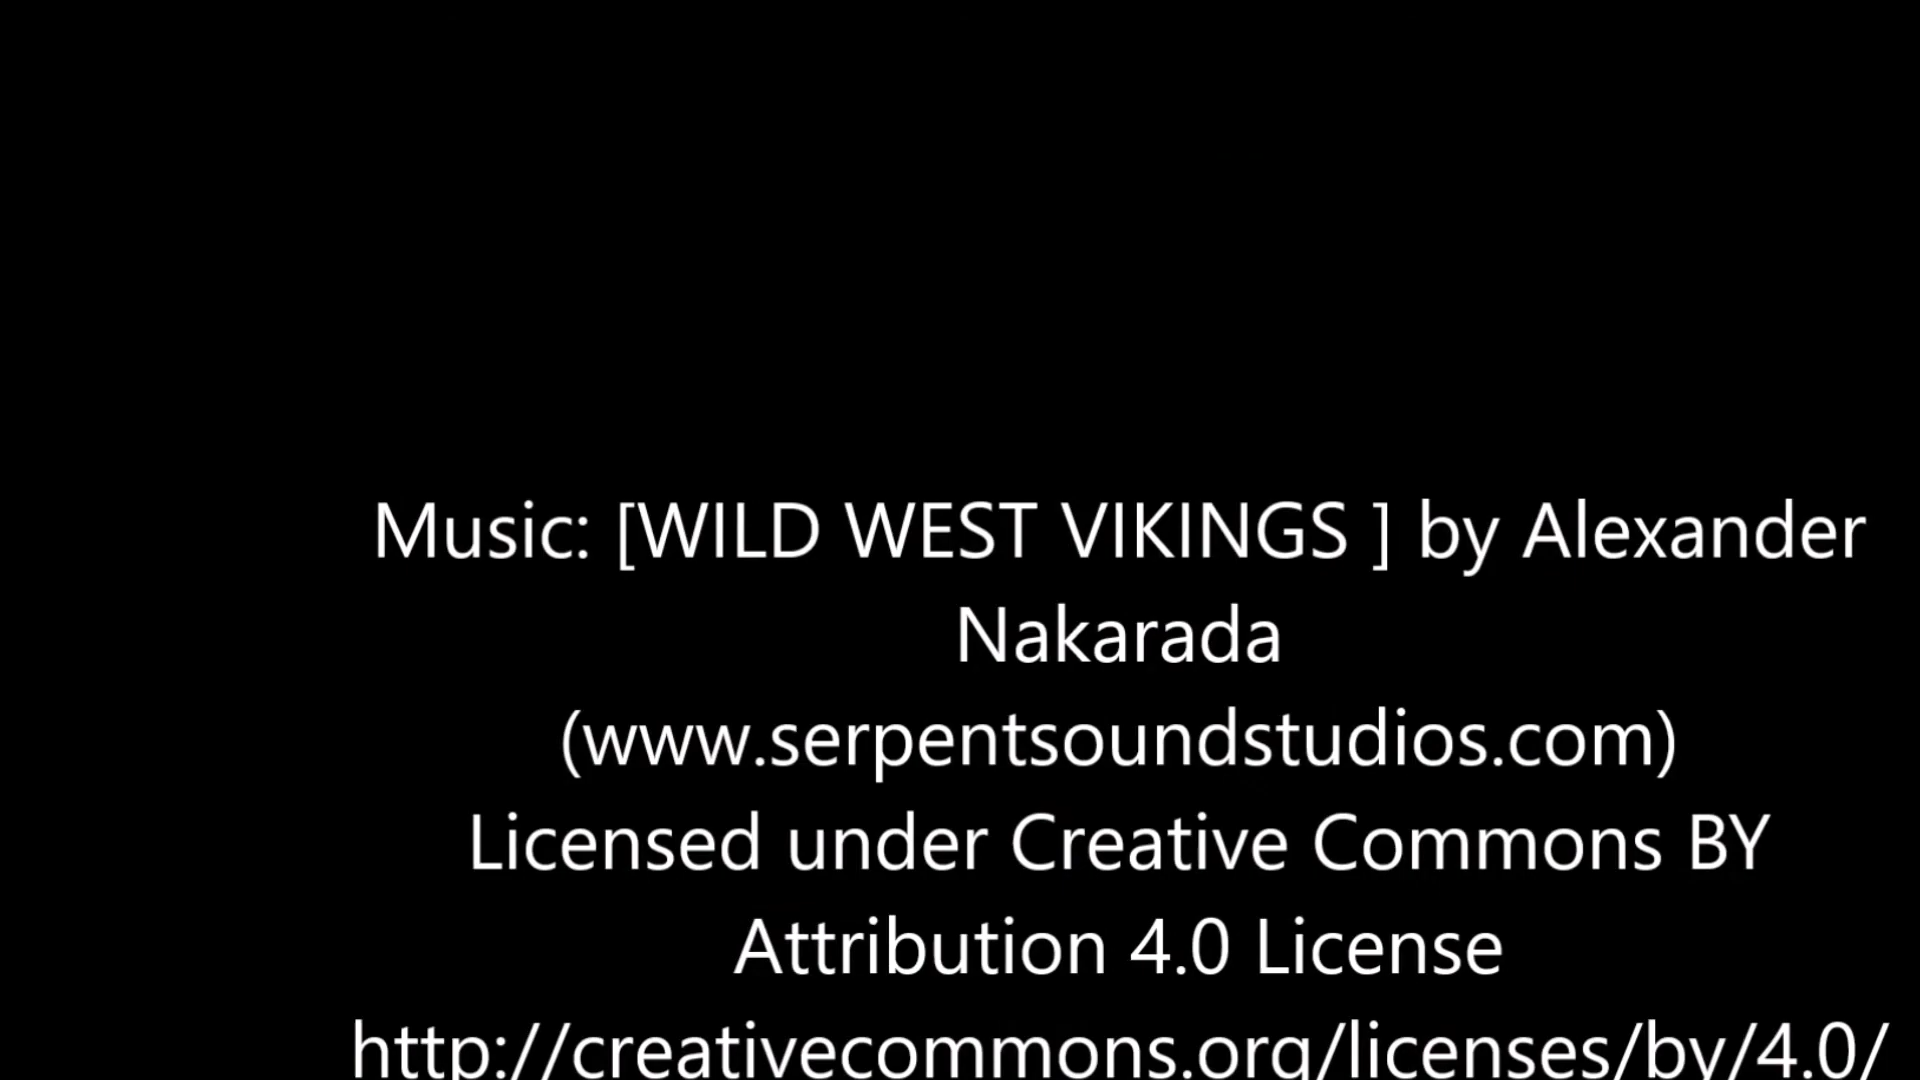 Music: [WILD WEST VIKINGS ] by Alexander
Nakarada
(www.serpentsoundstudios.com)
Licensed under Creative Commons BY
Attribution 4.0 License
http://creativecommons.org/licenses/by/4.0/